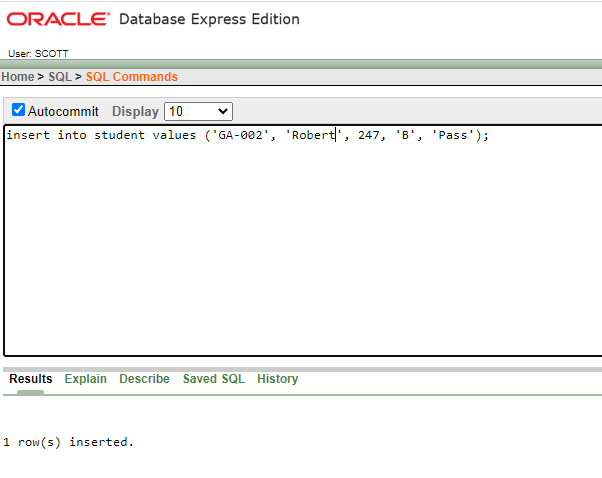 ORACLE® Database Express Edition
User: SCOTT
Home > SQL > SQL Commands
Autocommit Display 10
insert into student values ('GA-002', 'Robert', 247, 'B', 'Pass');
Results Explain Describe Saved SQL History
1 row(s) inserted.